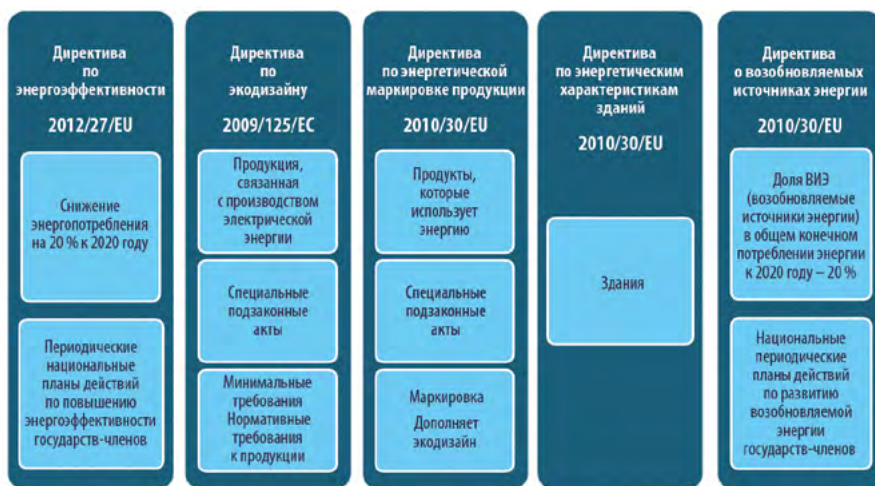 Директива
по
энергоэффективности
2012/27/EU
Снижение
энергопотребления
на 20 % к 2020 году
Периодические
национальные
планы действий
по повышению
энергоэффективности
государств-членов
Директива
по
экодизайну
2009/125/EC
Продукция,
связанная
с производством
электрической
энергии
Специальные
подзаконные
акты
Минимальные
требования
Нормативные
требования
к продукции
Директива
по энергетической
маркировке продукции
2010/30/EU
Продукты,
которые
использует
энергию
Специальные
подзаконные
акты
Маркировка
Дополняет
экодизайн
Директива
по энергетическим
характеристикам
зданий
2010/30/EU
Здания
Директива
о возобновляемых
источниках энергии
2010/30/EU
Доля ВИЭ
(возобновляемые
источники энергии)
в общем конечном
потреблении энергии
к 2020 году – 20 %
Национальные
периодические
планы действий
по развитию
возобновляемой
энергии
государств-членов